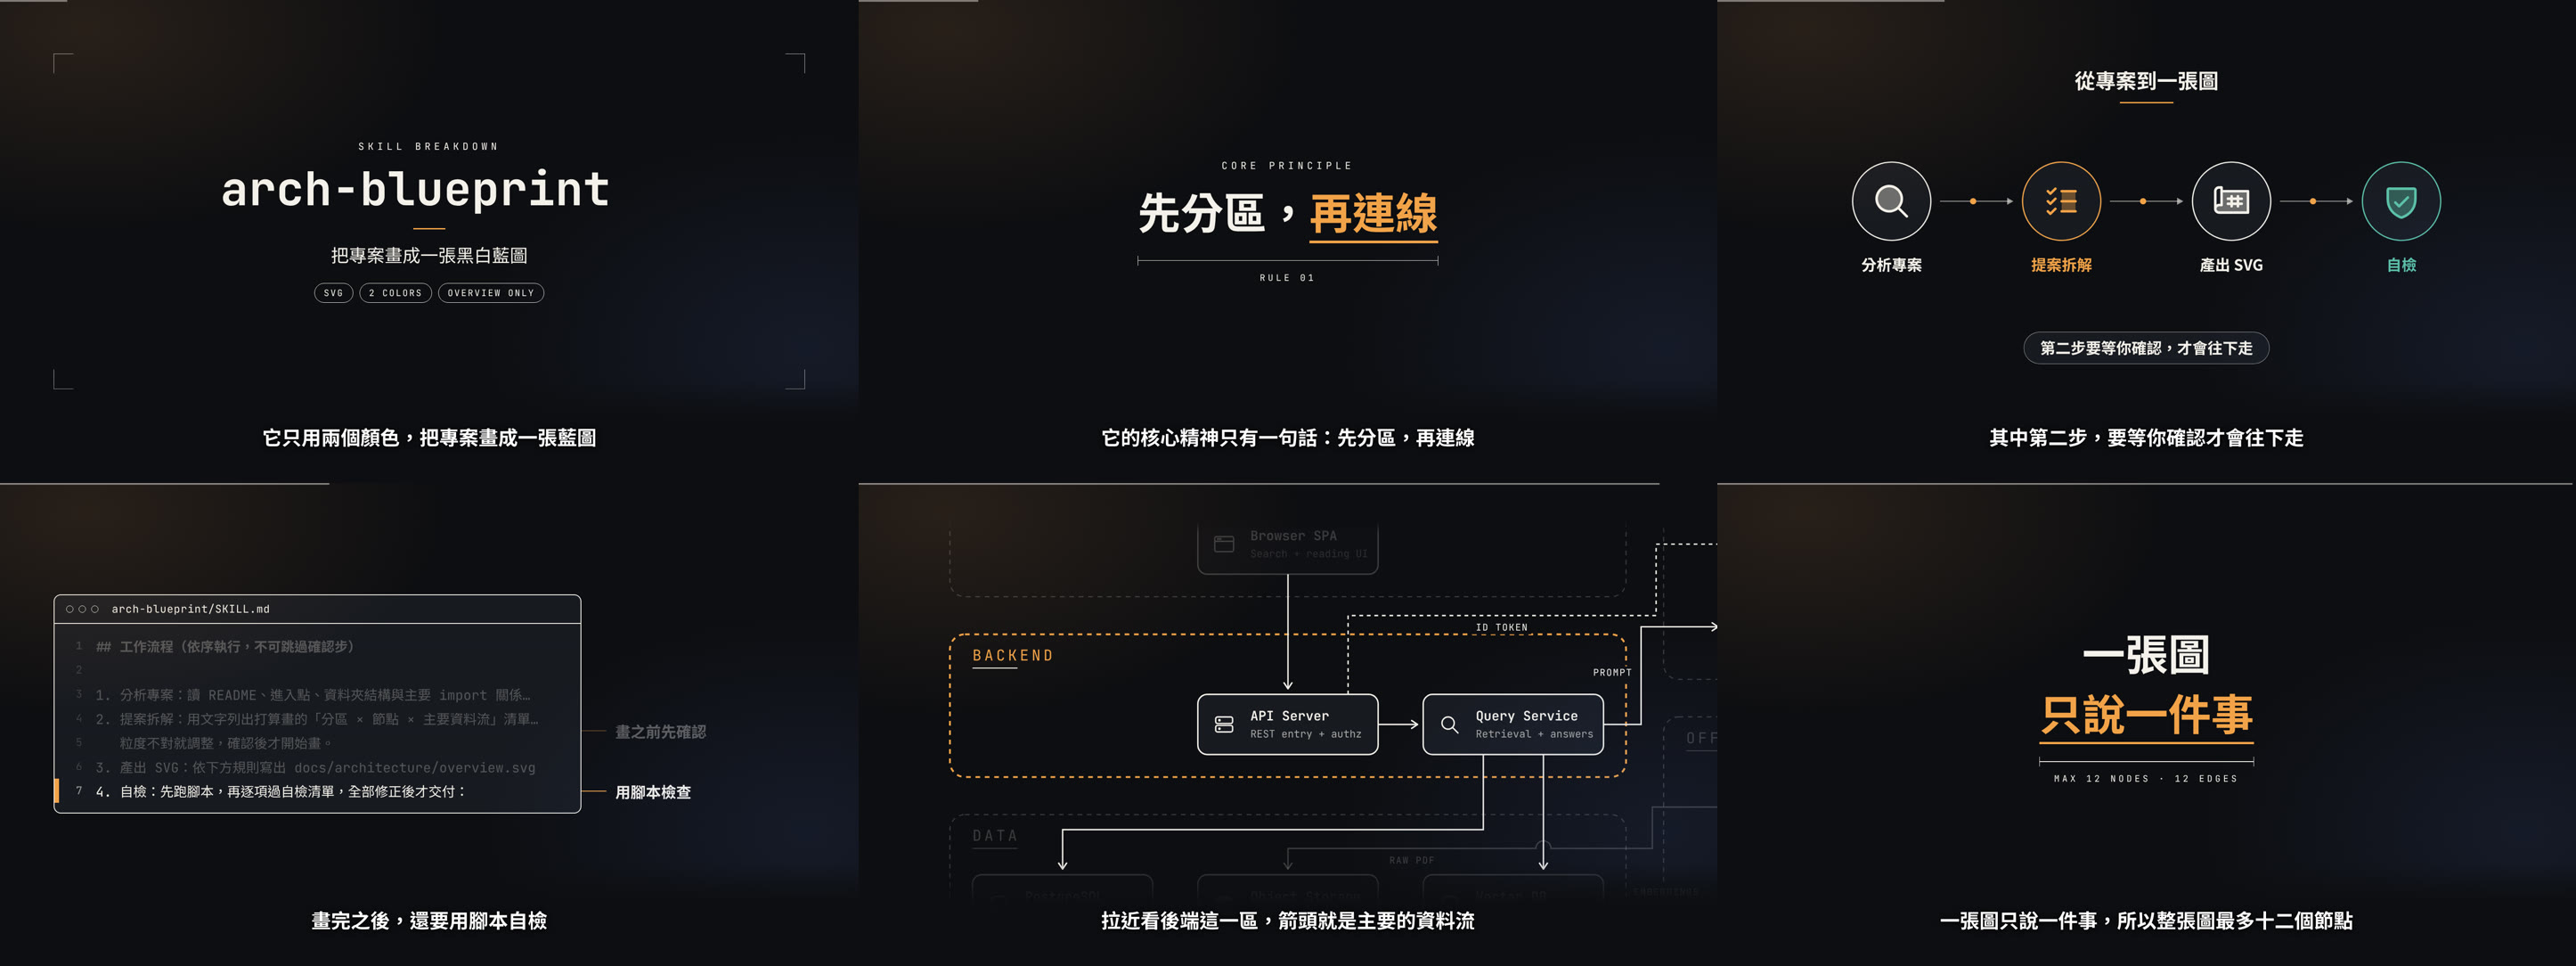 SKILL BREAKDOWN
arch-blueprint
把專案畫成一張黑白藍圖
SVG
2 COLORS
OVERVIEW ONLY
它只用兩個顏色，把專案畫成一張藍圖
CORE PRINCIPLE
先分區，再連線
RULE 01
它的核心精神只有一句話：先分區，再連線
從專案到一張圖
分析專案
提案拆解
產出 SVG
自檢
第二步要等你確認，才會往下走
其中第二步，要等你確認才會往下走
arch-blueprint/SKILL.md
1 ## 工作流程（依序執行，不可跳過確認步）
2
3 1. 分析專案：讀 README、進入點、資料夾結構與主要 import 關係…
4 2. 提案拆解：用文字列出打算畫的「分區 × 節點 × 主要資料流」清單…
5 粒度不對就調整，確認後才開始畫。
6 3. 產出 SVG：依下方規則寫出 docs/architecture/overview.svg
7 4. 自檢：先跑腳本，再逐項過自檢清單，全部修正後才交付：
畫之前先確認
用腳本檢查
畫完之後，還要用腳本自檢
Browser SPA
Search + reading UI
ID TOKEN
BACKEND
PROMPT
API Server
REST entry + authz
Query Service
Retrieval + answers
OFF
DATA
RAW PDF
PostgreSQL
Object Storage
Vector DB
拉近看後端這一區，箭頭就是主要的資料流
一張圖
只說一件事
MAX 12 NODES · 12 EDGES
一張圖只說一件事，所以整張圖最多十二個節點